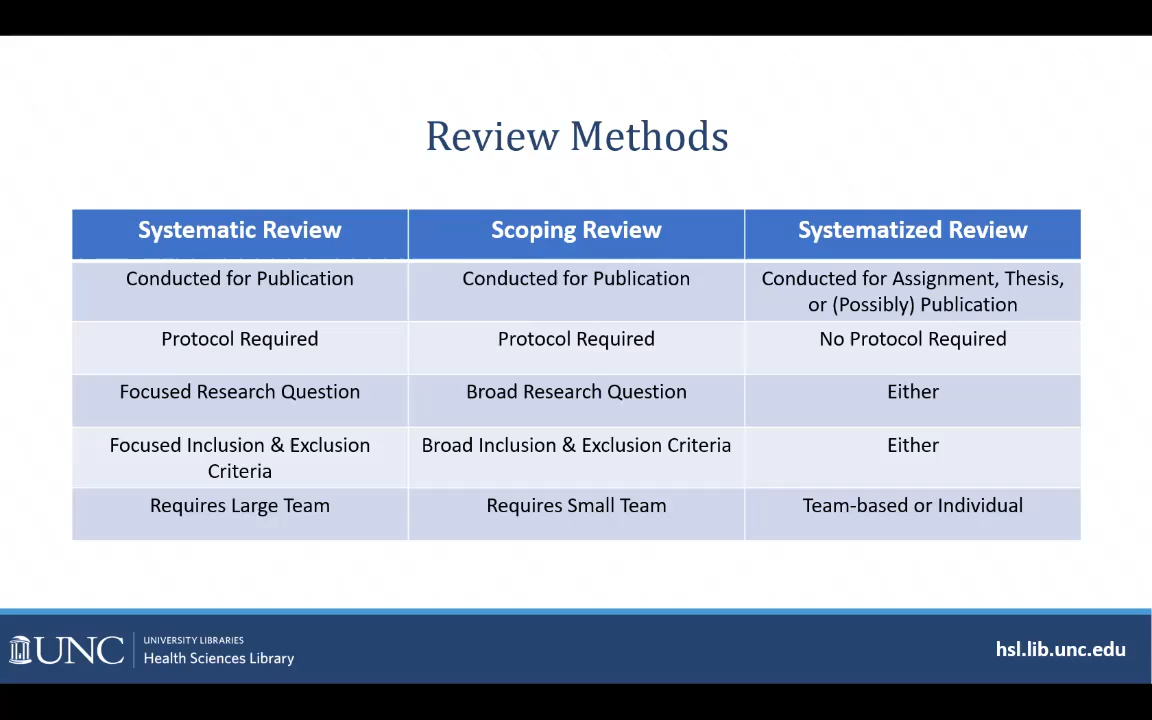 Review Methods
Systematic Review
Scoping Review
Systematized Review
Conducted for Publication
Conducted for Publication
Conducted for Assignment, Thesis,
or (Possibly) Publication
Protocol Required
Protocol Required
No Protocol Required
Focused Research Question
Broad Research Question
Either
Focused Inclusion & Exclusion
Criteria
Broad Inclusion & Exclusion Criteria
Either
Requires Large Team
Requires Small Team
Team-based or Individual
UNC
UNIVERSITY LIBRARIES
Health Sciences Library
hsl.lib.unc.edu